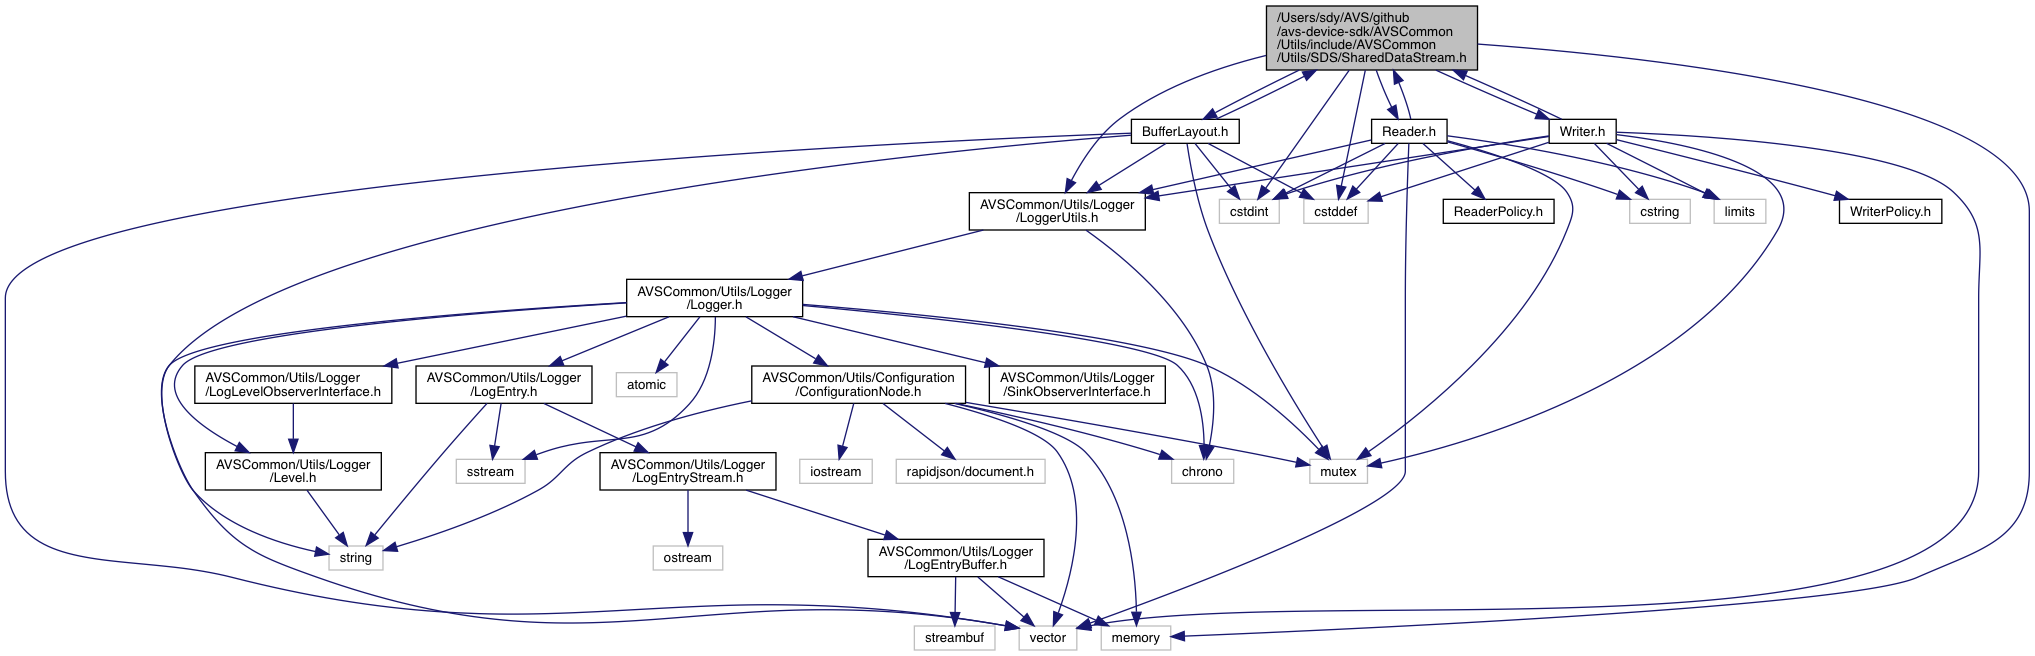 /Users/sdy/AVS/github
/avs-device-sdk/AVSCommon
/Utils/include/AVSCommon
/Utils/SDS/SharedDataStream.h
BufferLayout.h
Reader.h
Writer.h
AVSCommon/Utils/Logger
/LoggerUtils.h
cstdint
cstddef
ReaderPolicy.h
cstring
limits
WriterPolicy.h
AVSCommon/Utils/Logger
/Logger.h
AVSCommon/Utils/Logger
/LogLevelObserverInterface.h
AVSCommon/Utils/Logger
/LogEntry.h
atomic
AVSCommon/Utils/Configuration
/ConfigurationNode.h
AVSCommon/Utils/Logger
/SinkObserverInterface.h
AVSCommon/Utils/Logger
/Level.h
sstream
AVSCommon/Utils/Logger
/LogEntryStream.h
iostream
rapidjson/document.h
chrono
mutex
string
ostream
AVSCommon/Utils/Logger
/LogEntryBuffer.h
streambuf
vector
memory